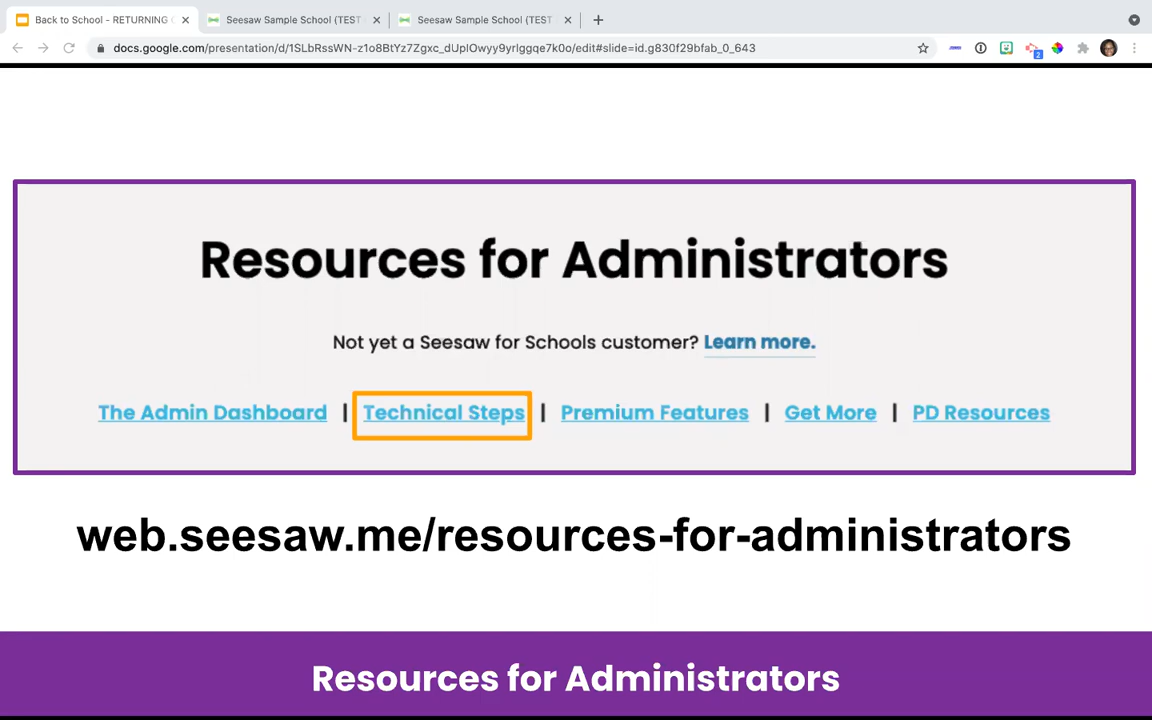 Back to School - RETURNING
Seesaw Sample School (TEST
Seesaw Sample School (TEST
docs.google.com/presentation/d/1SLbRssWN-z1o8BtYz7Zgxc_dUplOwyy9yrlggqe7k0o/edit#slide=id.g830f29bfab_0_643
2
Resources for Administrators
Not yet a Seesaw for Schools customer? Learn more.
The Admin Dashboard | Technical Steps | Premium Features | Get More | PD Resources
web.seesaw.me/resources-for-administrators
Resources for Administrators